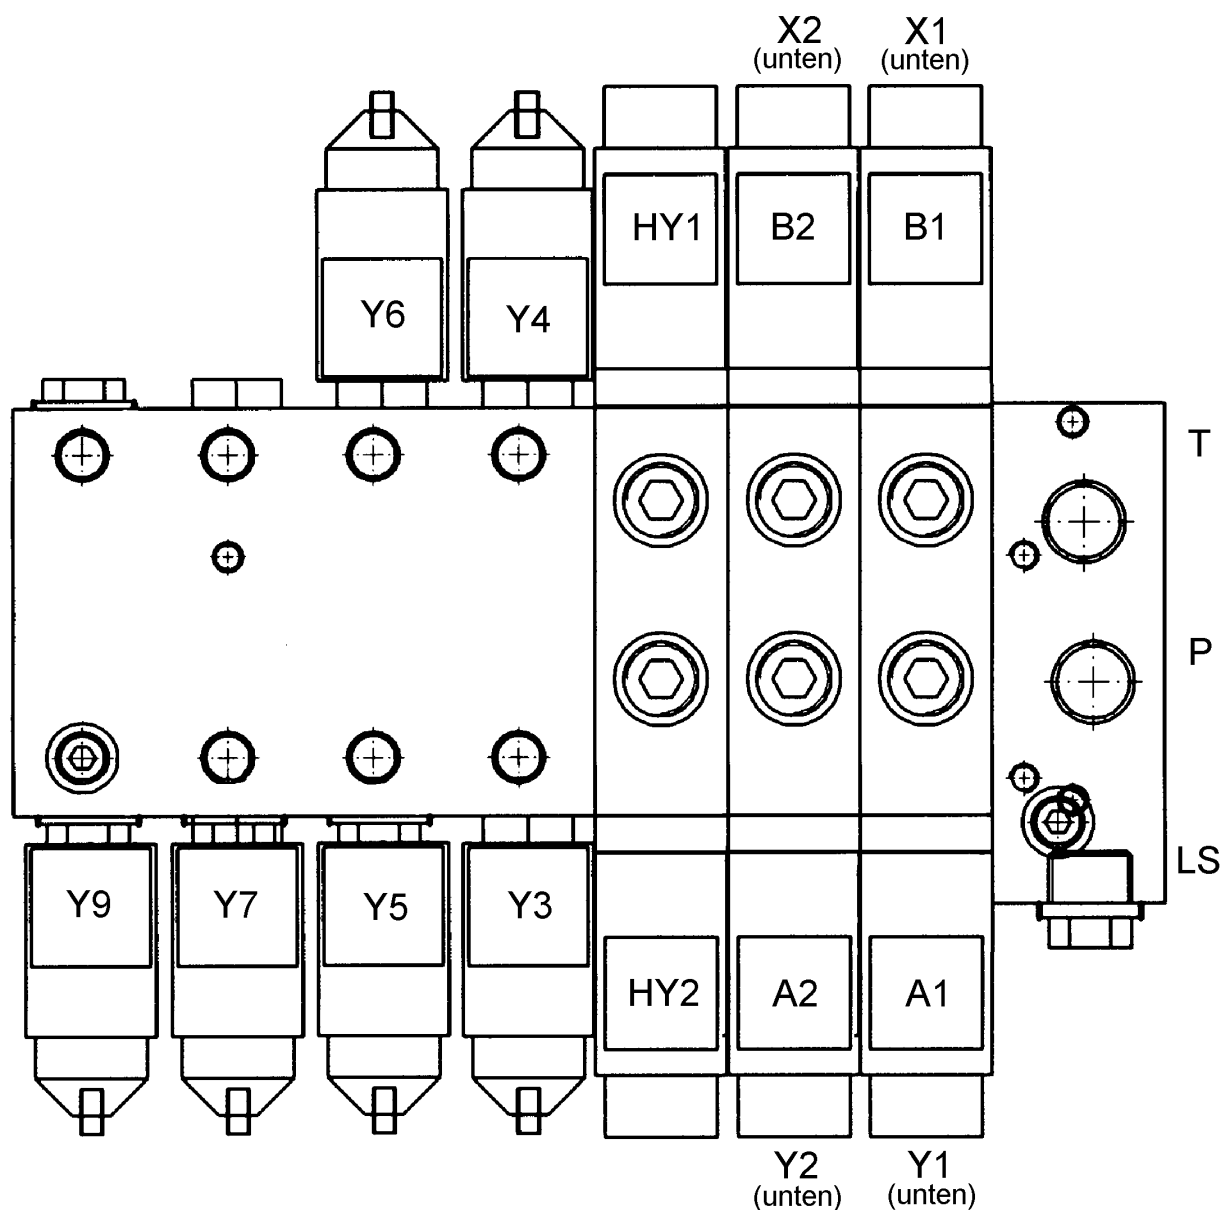 X2
(unten)
X1
(unten)
HY1
B2
B1
Y6
Y4
T
P
LS
Y9
Y7
Y5
Y3
HY2
A2
A1
Y2
(unten)
Y1
(unten)